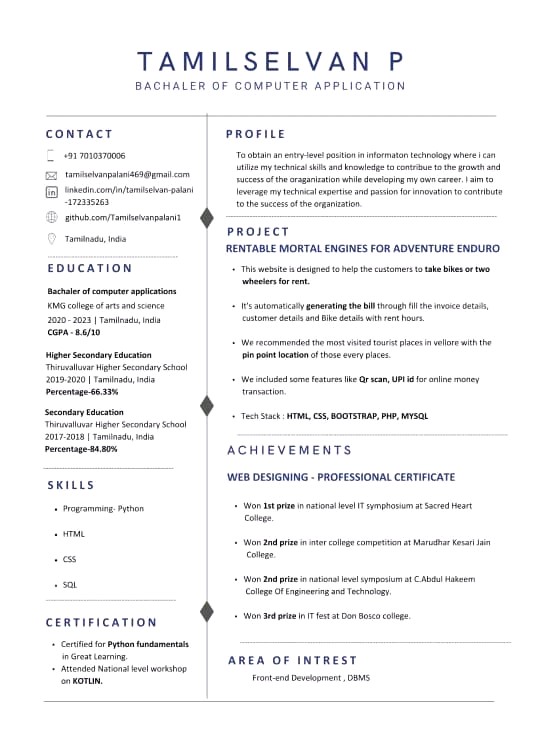 TAMILSELVAN P
BACHALER OF COMPUTER APPLICATION
CONTACT
+91 7010370006
tamilselvanpalani469@gmail.com
linkedin.com/in/tamilselvan-palani
-172335263
github.com/Tamilselvanpalani1
Tamilnadu, India
EDUCATION
Bachaler of computer applications
KMG college of arts and science
2020 - 2023 | Tamilnadu, India
CGPA - 8.6/10
Higher Secondary Education
Thiruvalluvar Higher Secondary School
2019-2020 | Tamilnadu, India
Percentage-66.33%
Secondary Education
Thiruvalluvar Higher Secondary School
2017-2018 | Tamilnadu, India
Percentage-84.80%
SKILLS
• Programming- Python
• HTML
• CSS
• SQL
CERTIFICATION
• Certified for Python fundamentals
in Great Learning.
• Attended National level workshop
on KOTLIN.
PROFILE
To obtain an entry-level position in informaton technology where i can
utilize my technical skills and knowledge to contribute to the growth and
success of the oraganization while developing my own career. I aim to
leverage my technical expertise and passion for innovation to contribute
to the success of the organization.
PROJECT
RENTABLE MORTAL ENGINES FOR ADVENTURE ENDURO
• This website is designed to help the customers to take bikes or two
wheelers for rent.
• It's automatically generating the bill through fill the invoice details,
customer details and Bike details with rent hours.
• We recommended the most visited tourist places in vellore with the
pin point location of those every places.
• We included some features like Qr scan, UPI id for online money
transaction.
• Tech Stack : HTML, CSS, BOOTSTRAP, PHP, MYSQL
ACHIEVEMENTS
WEB DESIGNING - PROFESSIONAL CERTIFICATE
• Won 1st prize in national level IT symphosium at Sacred Heart
College.
• Won 2nd prize in inter college competition at Marudhar Kesari Jain
College.
• Won 2nd prize in national level symposium at C.Abdul Hakeem
College Of Engineering and Technology.
• Won 3rd prize in IT fest at Don Bosco college.
AREA OF INTREST
Front-end Development , DBMS